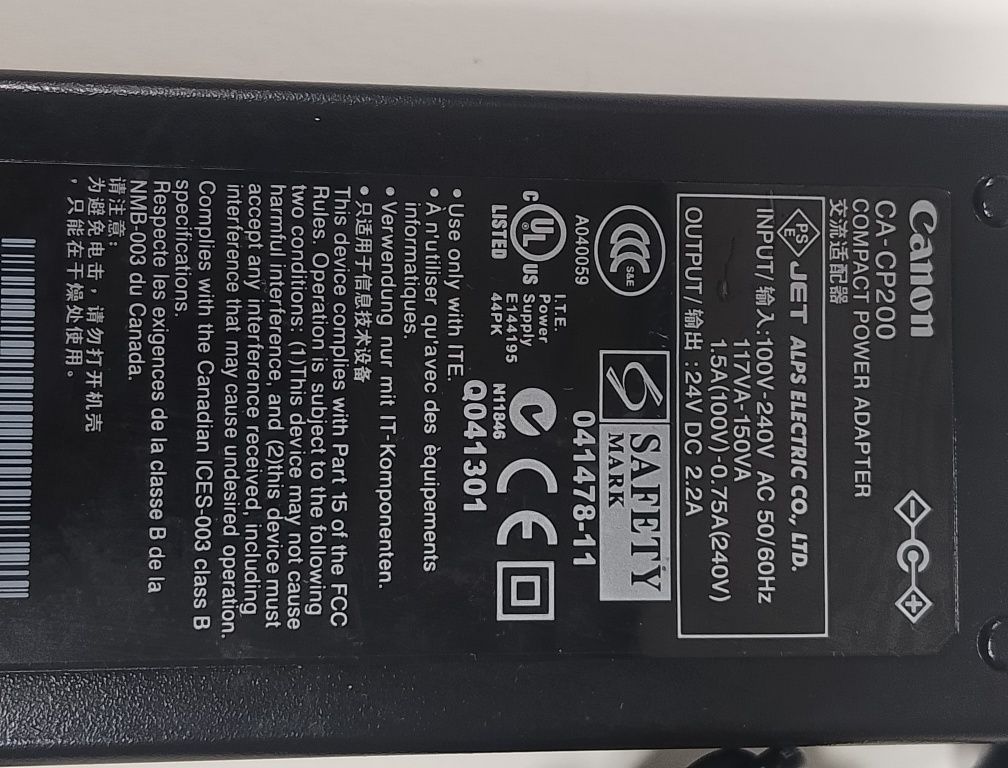 Canon
CA-CP200
COMPACT POWER ADAPTER
交流适配器
- C +
PS E JET ALPS ELECTRIC CO., LTD.
INPUT/输入:100V-240V AC 50/60Hz
117VA-150VA
1.5A(100V)-0.75A(240V)
OUTPUT/输出:24V DC 2.2A
CCC S&E
A040059
SAFETY
MARK
041478-11
C UL US
LISTED
I.T.E.
Power
Supply
E144195
44PK
N11846
CE
Q041301
•Use only with ITE.
•À n'utiliser qu'avec des èquipements
informatiques.
•Verwendung nur mit IT-Komponenten.
•只适用于信息技术设备
This device complies with Part 15 of the FCC
Rules. Operation is subject to the following
two conditions: (1)This device may not cause
harmful interference, and (2)this device must
accept any interference received, including
interference that may cause undesired operation.
Complies with the Canadian ICES-003 class B
specifications.
Respecte les exigences de la classe B de la
NMB-003 du Canada.
请注意:
为避免电击,请勿打开机壳
,只能在干燥处使用。